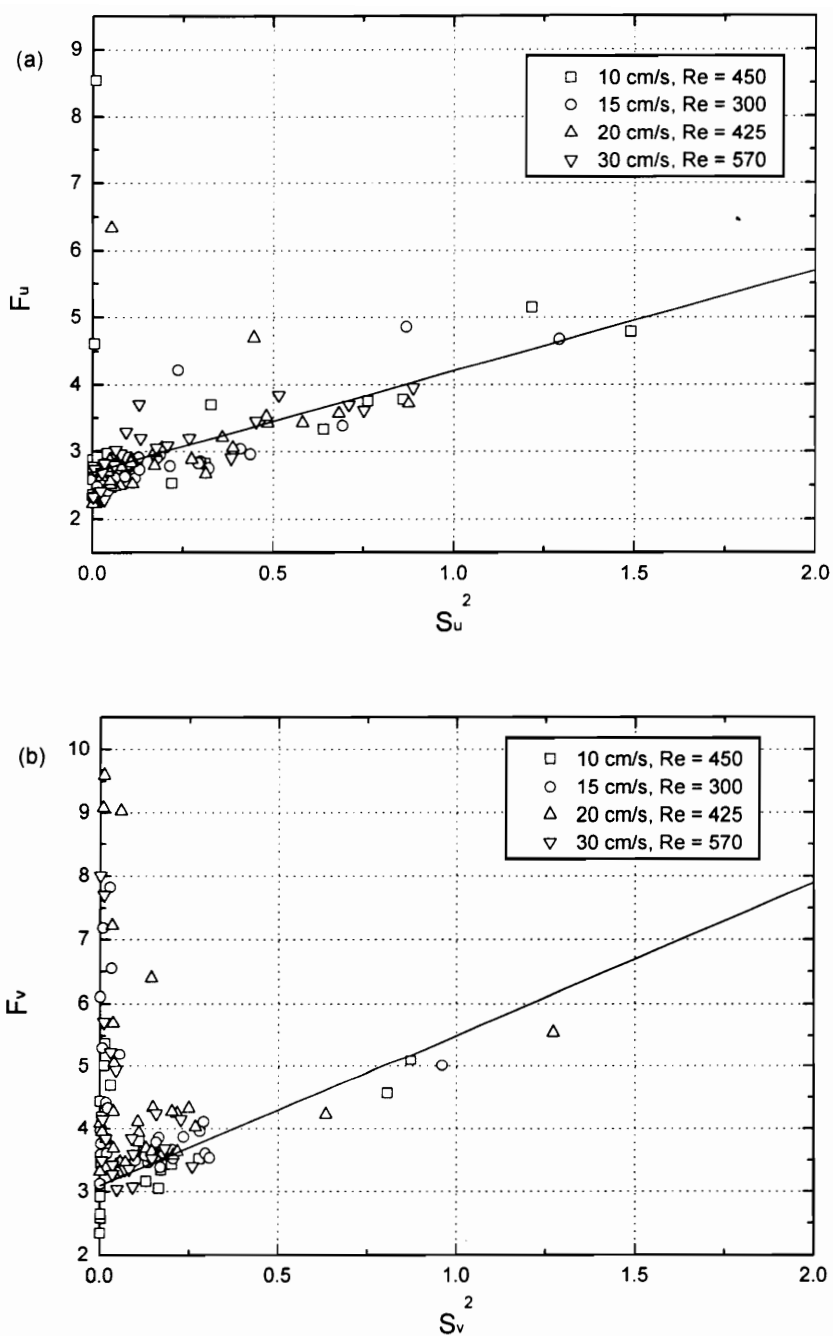 (a)
9
8
7
6
5
4
3
2
Fu
□ 10 cm/s, Re = 450
○ 15 cm/s, Re = 300
△ 20 cm/s, Re = 425
▽ 30 cm/s, Re = 570
0.0 0.5 1.0 1.5 2.0
Su²
(b)
10
9
8
7
6
5
4
3
2
Fv
□ 10 cm/s, Re = 450
○ 15 cm/s, Re = 300
△ 20 cm/s, Re = 425
▽ 30 cm/s, Re = 570
0.0 0.5 1.0 1.5 2.0
Sv²